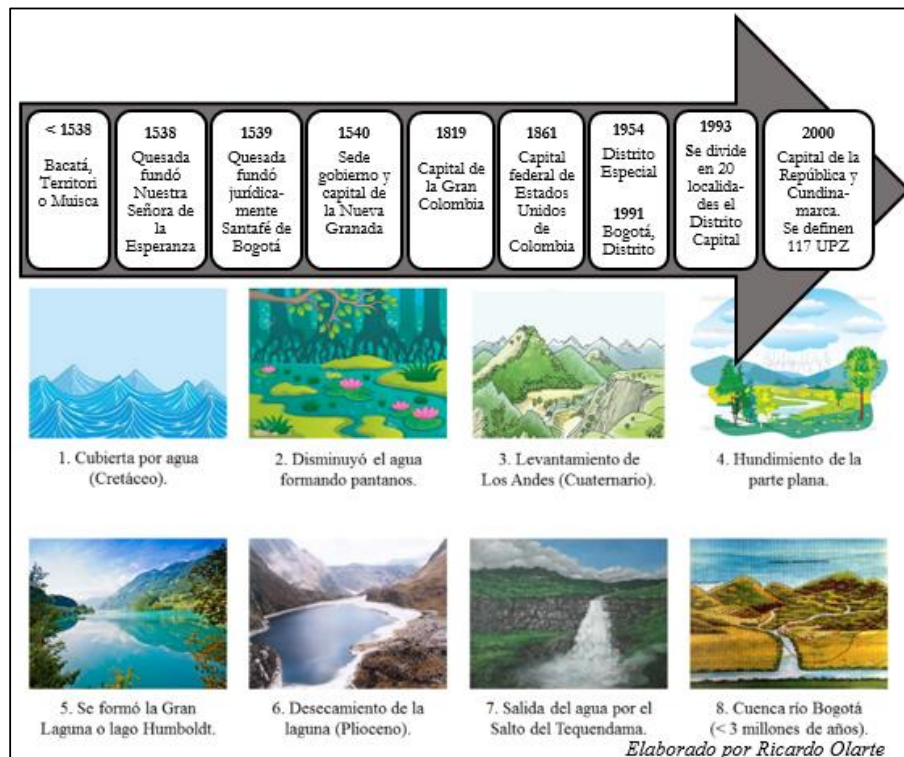 < 1538
Bacatá,
Territori
o Muisca
1538
Quesada
fundó
Nuestra
Señora de
la
Esperanza
1539
Quesada
fundó
jurídica-
mente
Santafé de
Bogotá
1540
Sede
gobierno y
capital de
la Nueva
Granada
1819
Capital de
la Gran
Colombia
1861
Capital
federal de
Estados
Unidos
de
Colombia
1954
Distrito
Especial
1991
Bogotá,
Distrito
1993
Se divide
en 20
localida-
des el
Distrito
Capital
2000
Capital de la
República y
Cundina-
marca.
Se definen
117 UPZ
1. Cubierta por agua
(Cretáceo).
2. Disminuyó el agua
formando pantanos.
3. Levantamiento de
Los Andes (Cuaternario).
4. Hundimiento de la
parte plana.
5. Se formó la Gran
Laguna o lago Humboldt.
6. Desecamiento de la
laguna (Plioceno).
7. Salida del agua por el
Salto del Tequendama.
8. Cuenca río Bogotá
(< 3 millones de años).
Elaborado por Ricardo Olarte